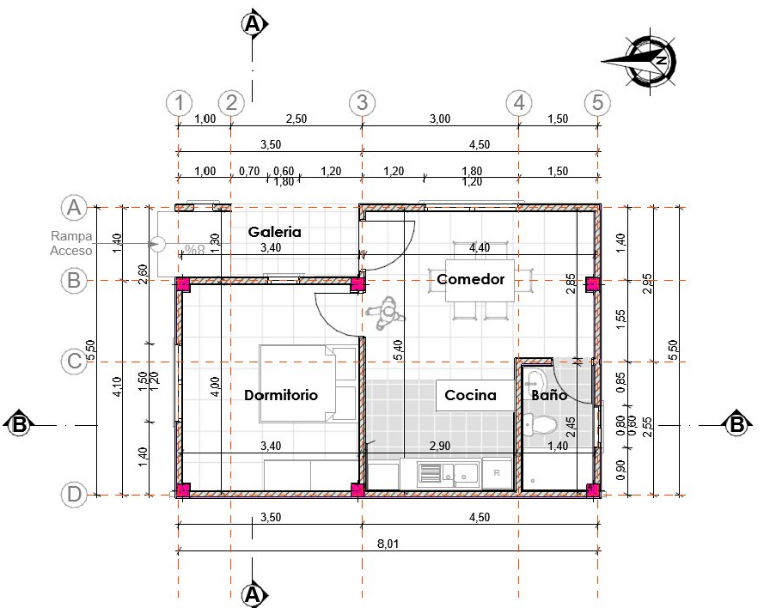 A
N
1 2 3 4 5
1,00 2,50 3,00 1,50
3,50 4,50
1,00 0,70 0,60 1,20 1,20 1,80 1,50
1,80 1,20
A
Rampa
Acceso
%8
Galeria
3,40
4,40
1,40
1,30
2,60
1,40
B
Comedor
2,85
2,95
1,55
C
5,50
4,10
1,50
1,20
4,00
5,40
5,50
Dormitorio
Cocina
Baño
0,85
0,80
0,60
2,55
2,45
B
B
3,40
2,90
1,40
1,40
0,90
R
D
3,50 4,50
8,01
A